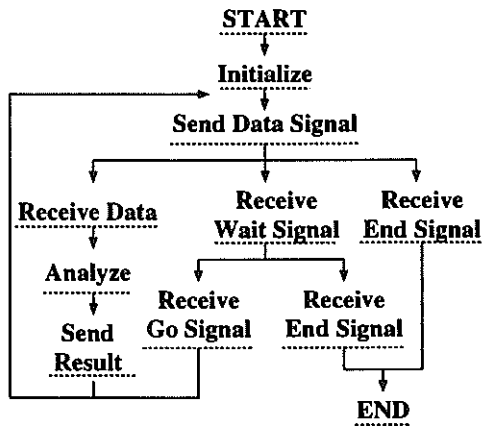 START
Initialize
Send Data Signal
Receive Data
Receive
Wait Signal
Receive
End Signal
Analyze
Receive
Go Signal
Receive
End Signal
Send
Result
END